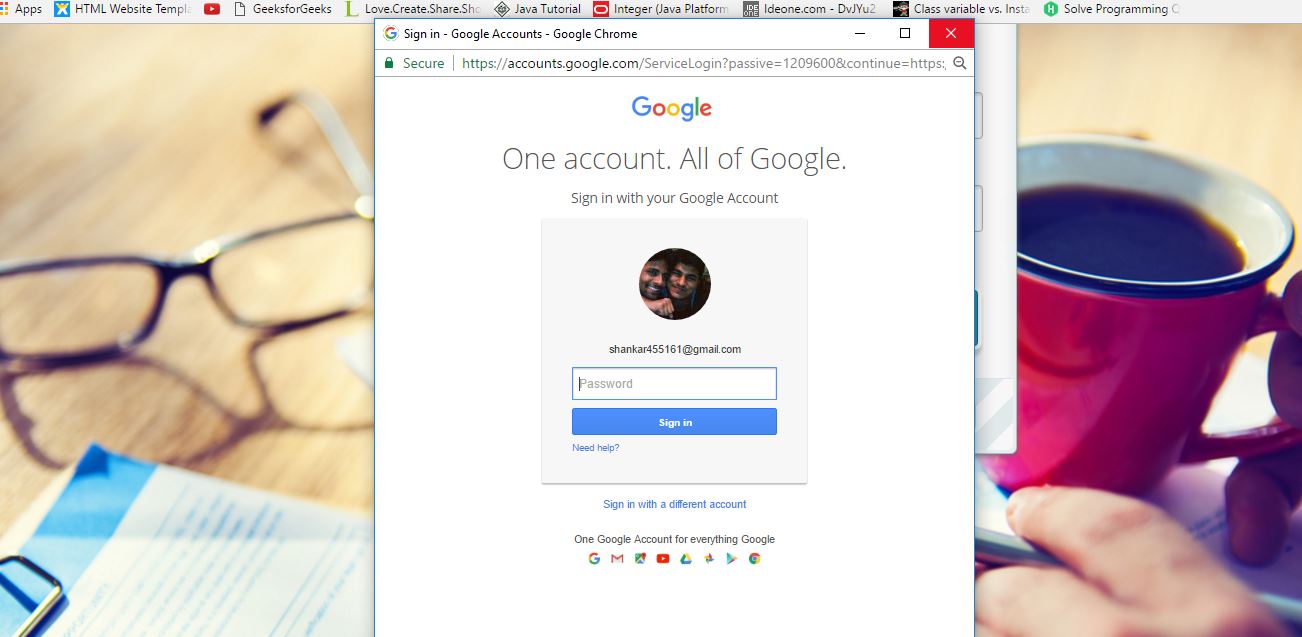 Apps HTML Website Templ GeeksforGeeks Love.Create.Share.Sho Java Tutorial Integer (Java Platform IDE ONE Ideone.com - DvJYu2 Class variable vs. Insta Solve Programming
Sign in - Google Accounts - Google Chrome
Secure https://accounts.google.com/ServiceLogin?passive=1209600&continue=https:
Google
One account. All of Google.
Sign in with your Google Account
shankar455161@gmail.com
Password
Sign in
Need help?
Sign in with a different account
One Google Account for everything Google